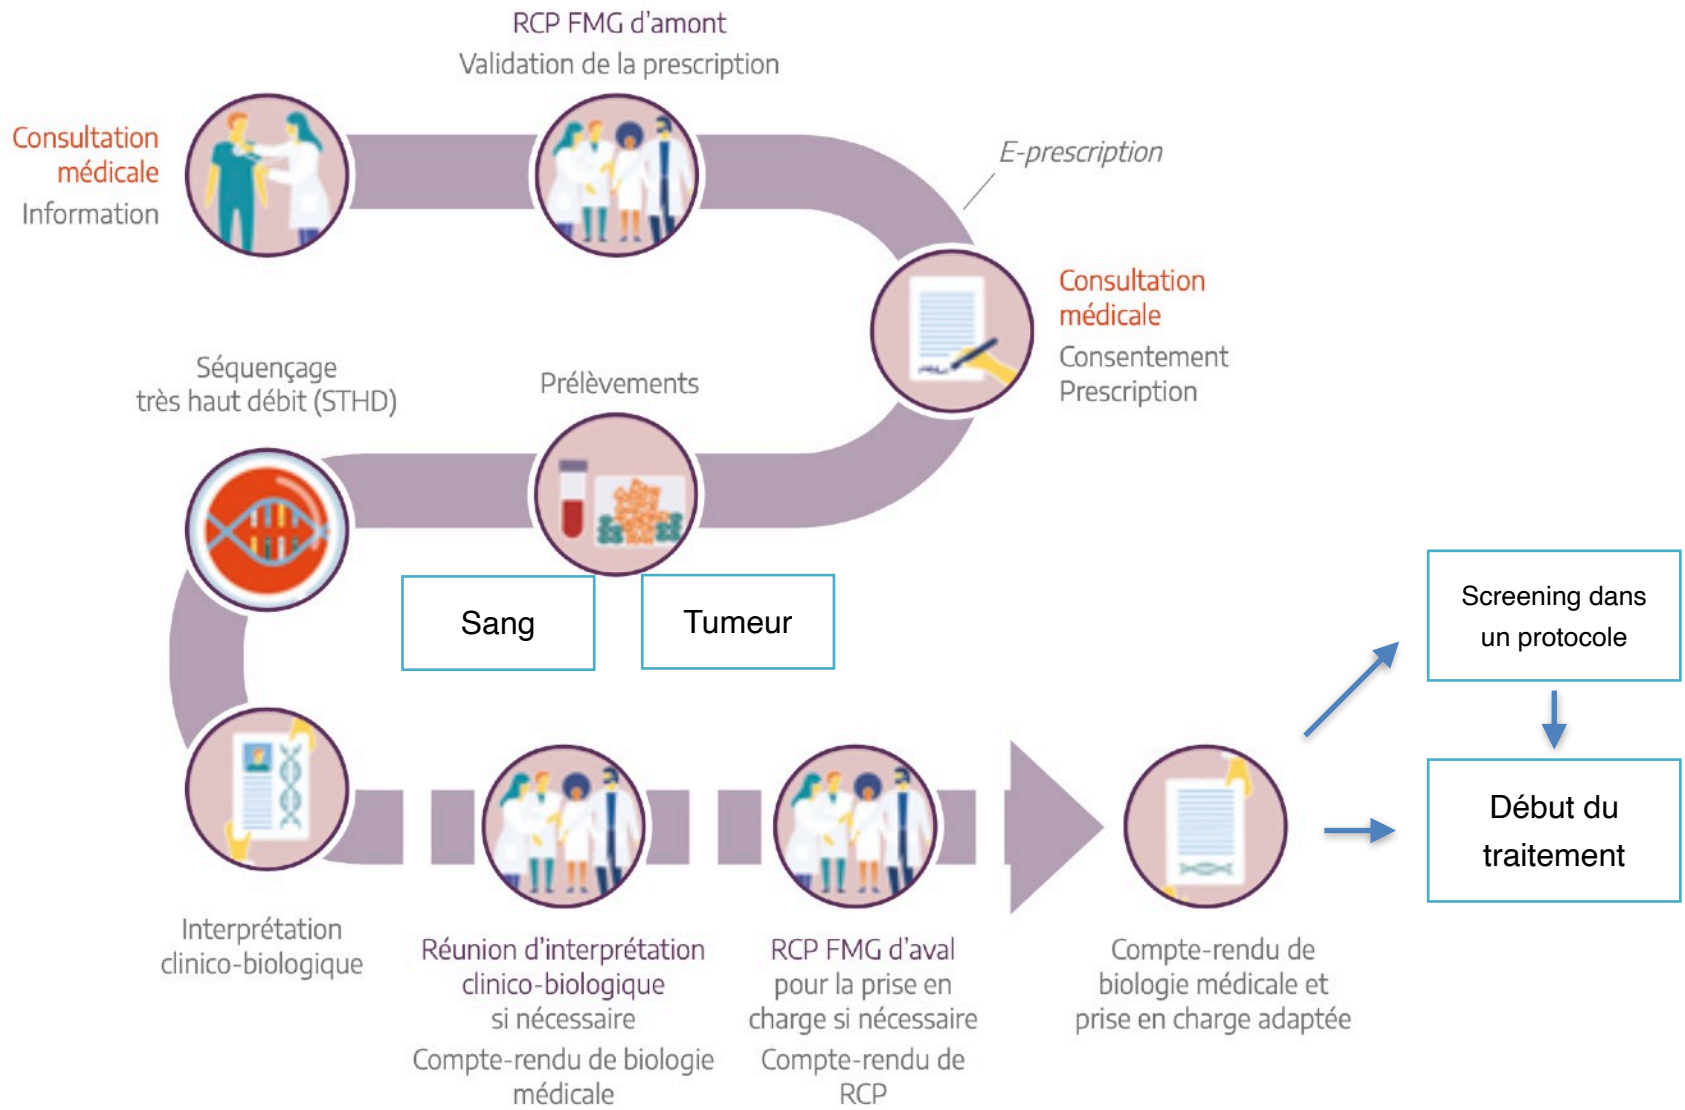 RCP FMG d'amont
Validation de la prescription
Consultation
médicale
Information
E-prescription
Consultation
médicale
Consentement
Prescription
Séquençage
très haut débit (STHD)
Prélèvements
Sang
Tumeur
Screening dans
un protocole
Début du
traitement
Interprétation
clinico-biologique
Réunion d'interprétation
clinico-biologique
si nécessaire
Compte-rendu de biologie
médicale
RCP FMG d'aval
pour la prise en
charge si nécessaire
Compte-rendu de
RCP
Compte-rendu de
biologie médicale et
prise en charge adaptée